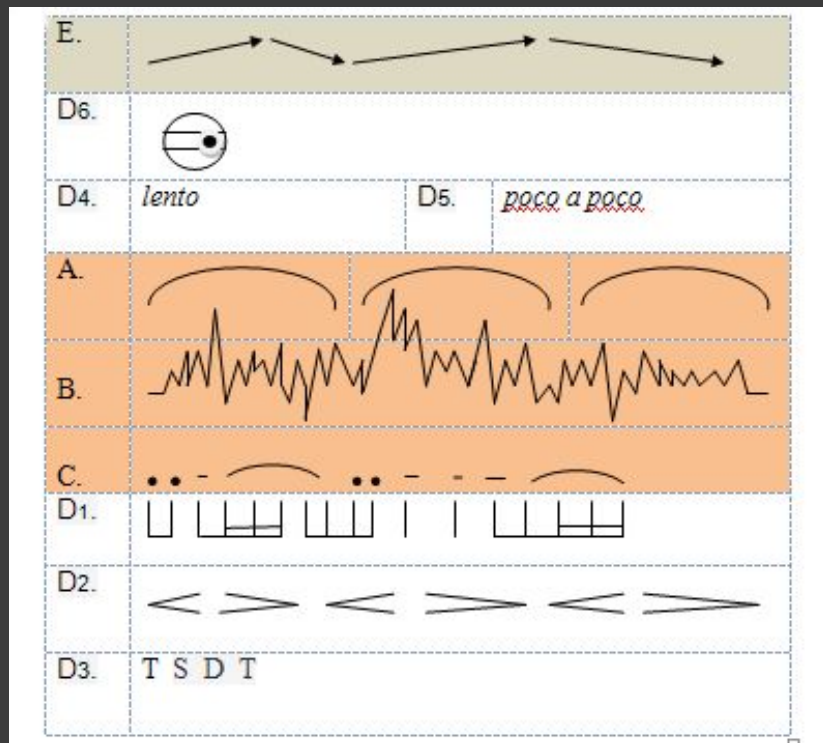 E.
D6.
D4. lento D5. poco a poco
A.
B.
C.
D1.
D2.
D3. T S D T